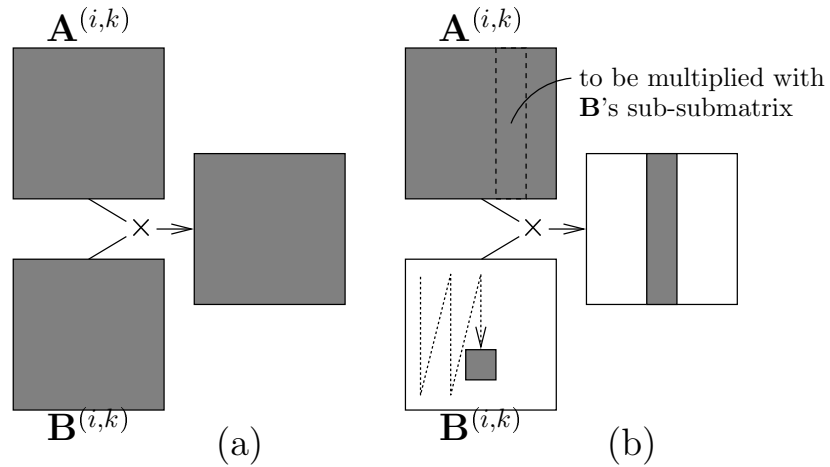 A^(i,k)
A^(i,k)
to be multiplied with
B's sub-submatrix
×
×
B^(i,k)
B^(i,k)
(a)
(b)